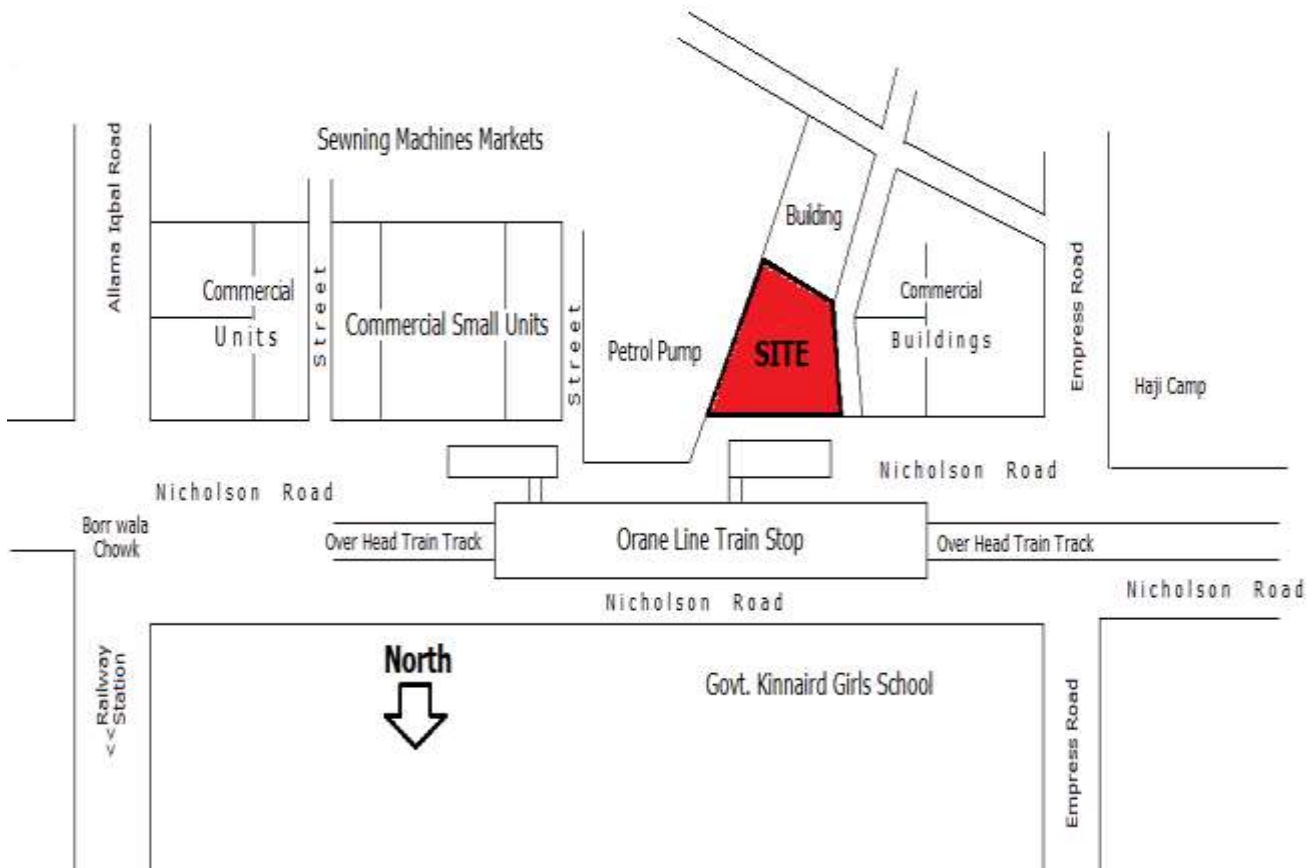 Sewning Machines Markets
Allama Iqbal Road
Building
Commercial
Units
Street
Commercial Small Units
Street
Petrol Pump
SITE
Commercial
Buildings
Empress Road
Haji Camp
Nicholson Road
Nicholson Road
Borr wala
Chowk
Over Head Train Track
Orane Line Train Stop
Over Head Train Track
Nicholson Road
Nicholson Road
<<Railway
Station
North
Govt. Kinnaird Girls School
Empress Road